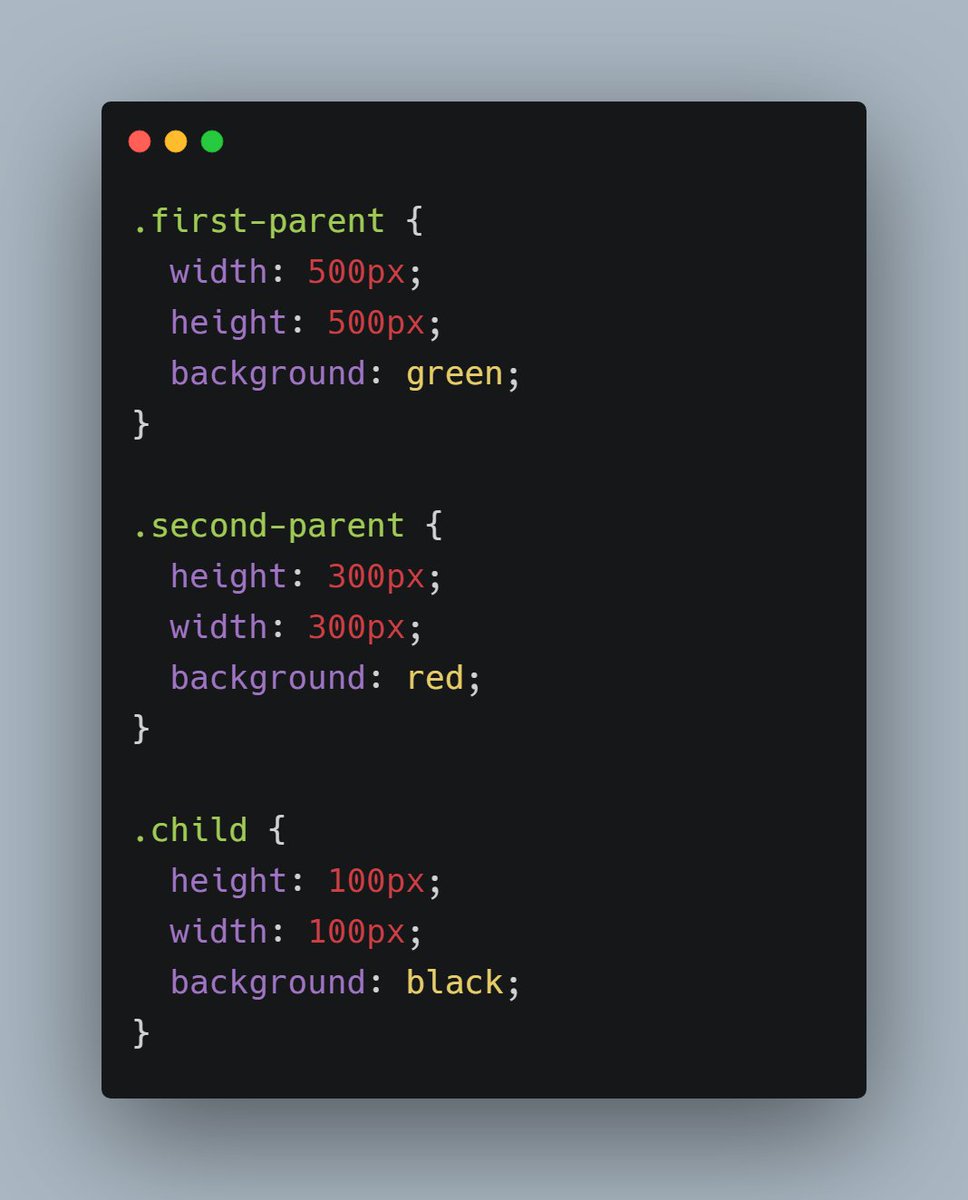 .first-parent {
  width: 500px;
  height: 500px;
  background: green;
}

.second-parent {
  height: 300px;
  width: 300px;
  background: red;
}

.child {
  height: 100px;
  width: 100px;
  background: black;
}